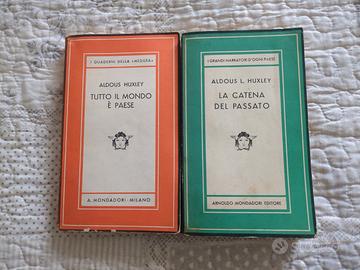 I QUADERNI DELLA «MEDUSA»
ALDOUS HUXLEY
TUTTO IL MONDO
È PAESE
A. MONDADORI · MILANO
I GRANDI NARRATORI D'OGNI PAESE
ALDOUS L. HUXLEY
LA CATENA
DEL PASSATO
ARNOLDO MONDADORI EDITORE
subito